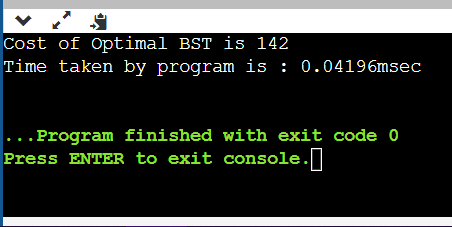 Cost of Optimal BST is 142
Time taken by program is : 0.04196msec
...Program finished with exit code 0
Press ENTER to exit console.